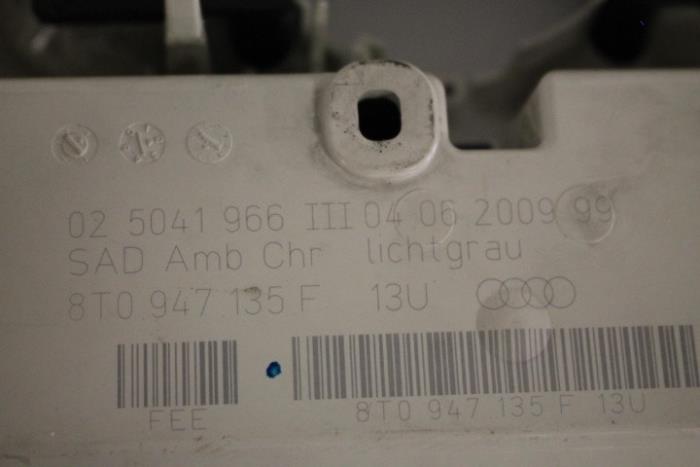 02 5041 966 III 04 06 2009 99
SAD Amb Chr lichtgrau
8T0 947 135 F 13U
FEE
8T0 947 135 F 13U